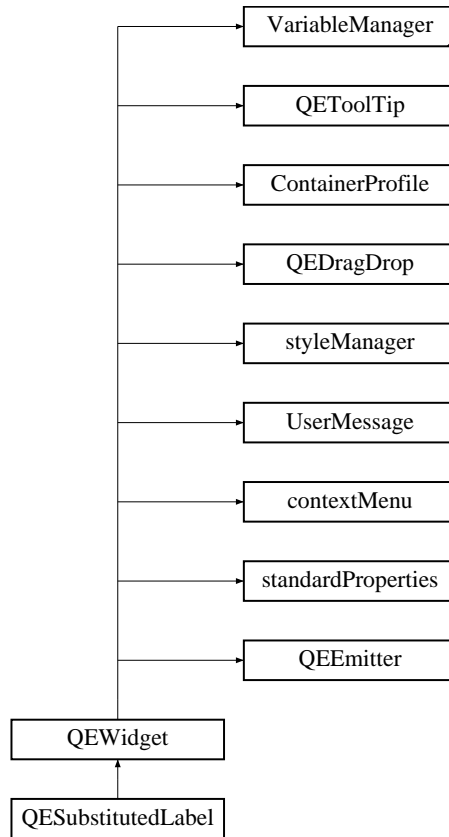 VariableManager
QEToolTip
ContainerProfile
QEDragDrop
styleManager
UserMessage
contextMenu
standardProperties
QEEmitter
QEWidget
QESubstitutedLabel